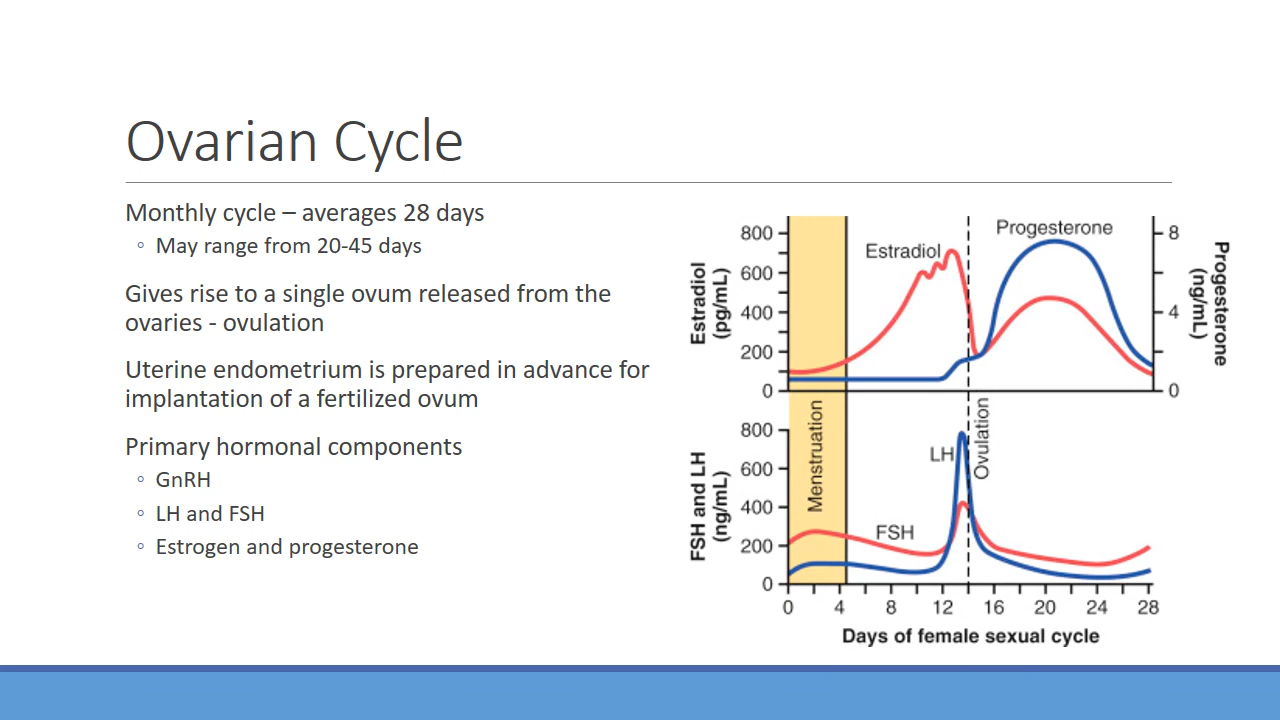 Ovarian Cycle
Monthly cycle – averages 28 days
◦ May range from 20-45 days
Gives rise to a single ovum released from the
ovaries - ovulation
Uterine endometrium is prepared in advance for
implantation of a fertilized ovum
Primary hormonal components
◦ GnRH
◦ LH and FSH
◦ Estrogen and progesterone
Estradiol
(pg/mL)
800
600
400
200
0
Estradiol
Progesterone
8
4
0
Progesterone
(ng/mL)
FSH and LH
(ng/mL)
800
600
400
200
0
Menstruation
FSH
LH
Ovulation
0 4 8 12 16 20 24 28
Days of female sexual cycle